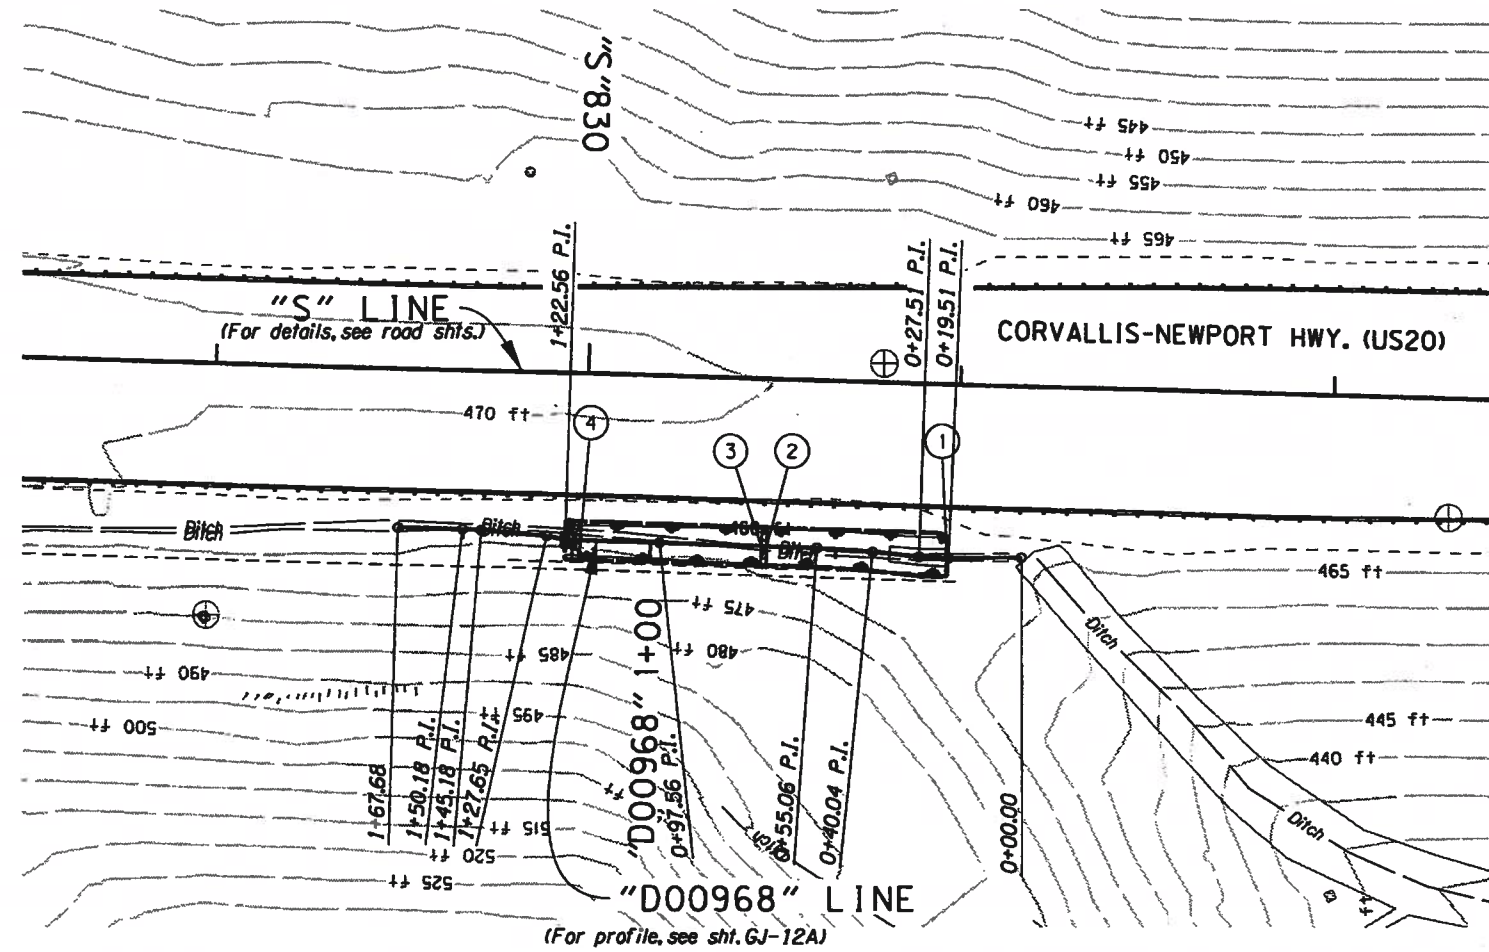 "S" 830
445 ft
450 ft
455 ft
460 ft
465 ft
1+22.56 P.I.
0+27.51 P.I.
0+19.51 P.I.
"S" LINE
(For details, see road shts.)
CORVALLIS-NEWPORT HWY. (US20)
470 ft
4
3
2
1
Ditch
Ditch
Ditch
465 ft
475 ft
480 ft
485 ft
490 ft
495 ft
500 ft
515 ft
520 ft
525 ft
Ditch
445 ft
440 ft
Ditch
Ditch
1+67.68
1+50.18 P.I.
1+45.18 P.I.
1+27.65 P.I.
"D00968" 1+00
0+97.56 P.I.
0+55.06 P.I.
0+40.04 P.I.
0+00.00
ft
ft
"D00968" LINE
(For profile, see sht. GJ-12A)